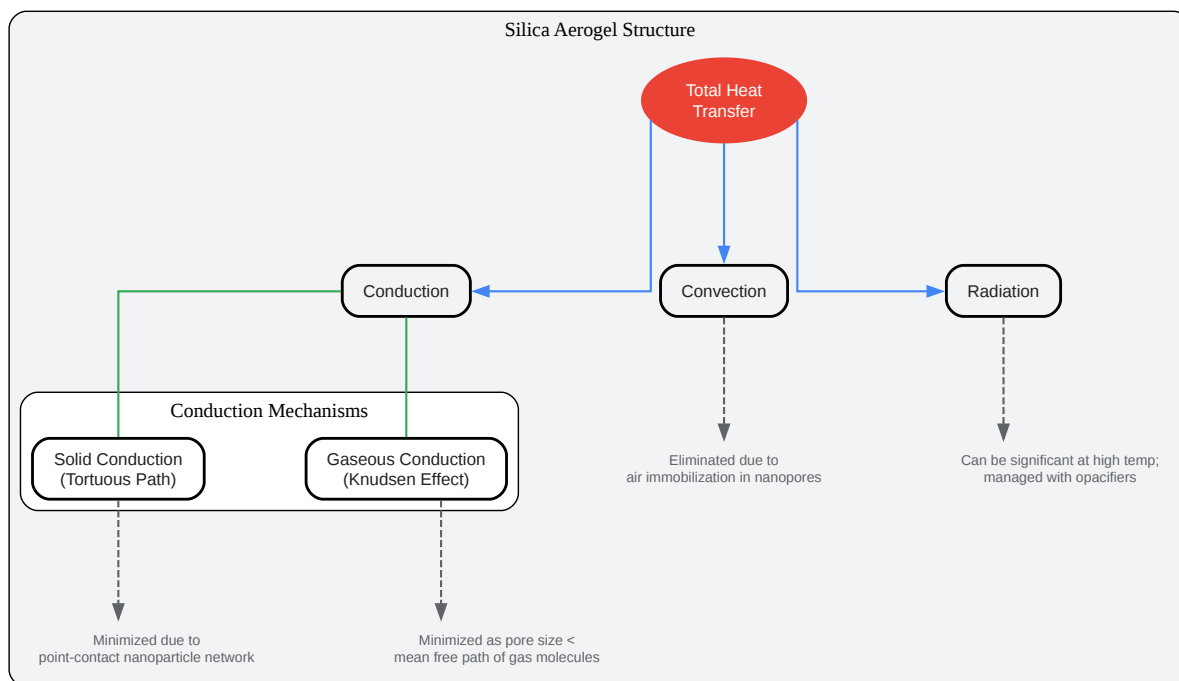 Silica Aerogel Structure
Total Heat
Transfer
Conduction
Convection
Radiation
Conduction Mechanisms
Solid Conduction
(Tortuous Path)
Gaseous Conduction
(Knudsen Effect)
Eliminated due to
air immobilization in nanopores
Can be significant at high temp;
managed with opacifiers
Minimized due to
point-contact nanoparticle network
Minimized as pore size <
mean free path of gas molecules